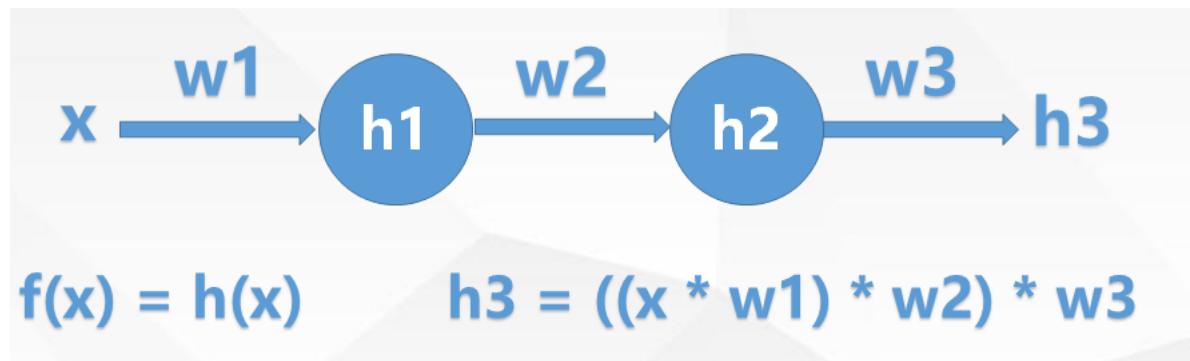 w1 w2 w3
x h1 h2 h3
f(x) = h(x) h3 = ((x * w1) * w2) * w3